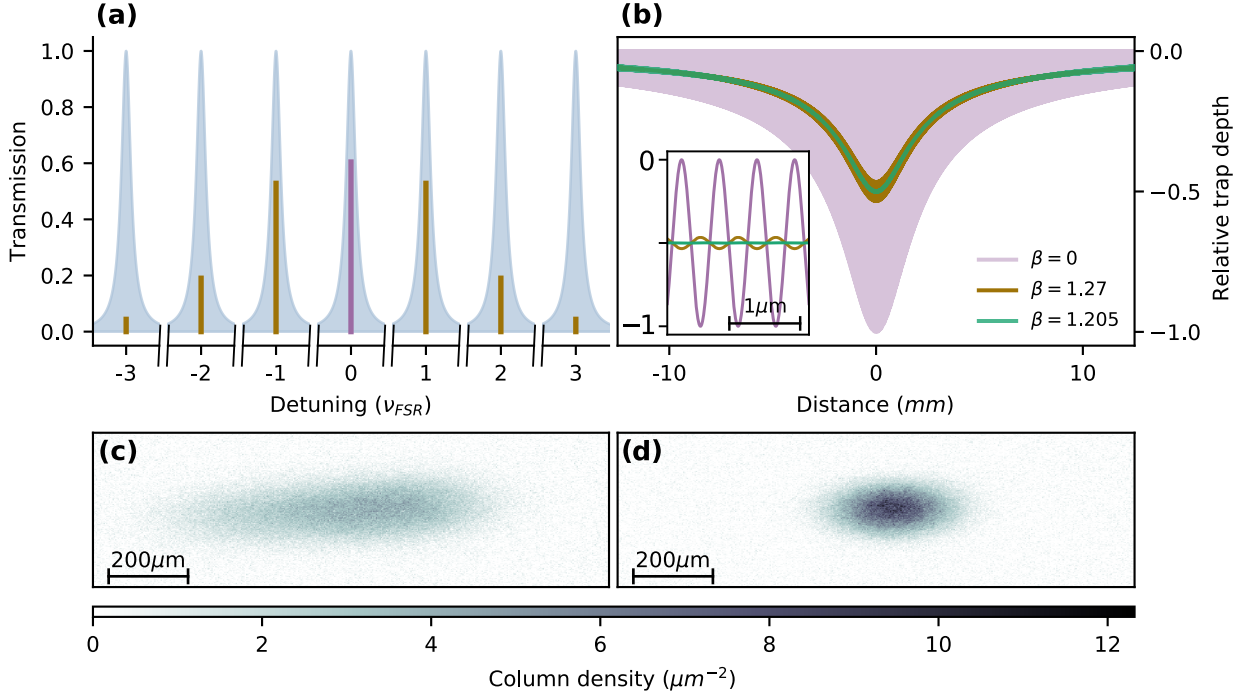 (a)
1.0
0.8
0.6
0.4
0.2
0.0
Transmission
-3 -2 -1 0 1 2 3
Detuning (ν_FSR)
(b)
0.0
−0.5
−1.0
Relative trap depth
0
−1
1μm
β = 0
β = 1.27
β = 1.205
-10 0 10
Distance (mm)
(c)
200μm
(d)
200μm
0 2 4 6 8 10 12
Column density (μm⁻²)